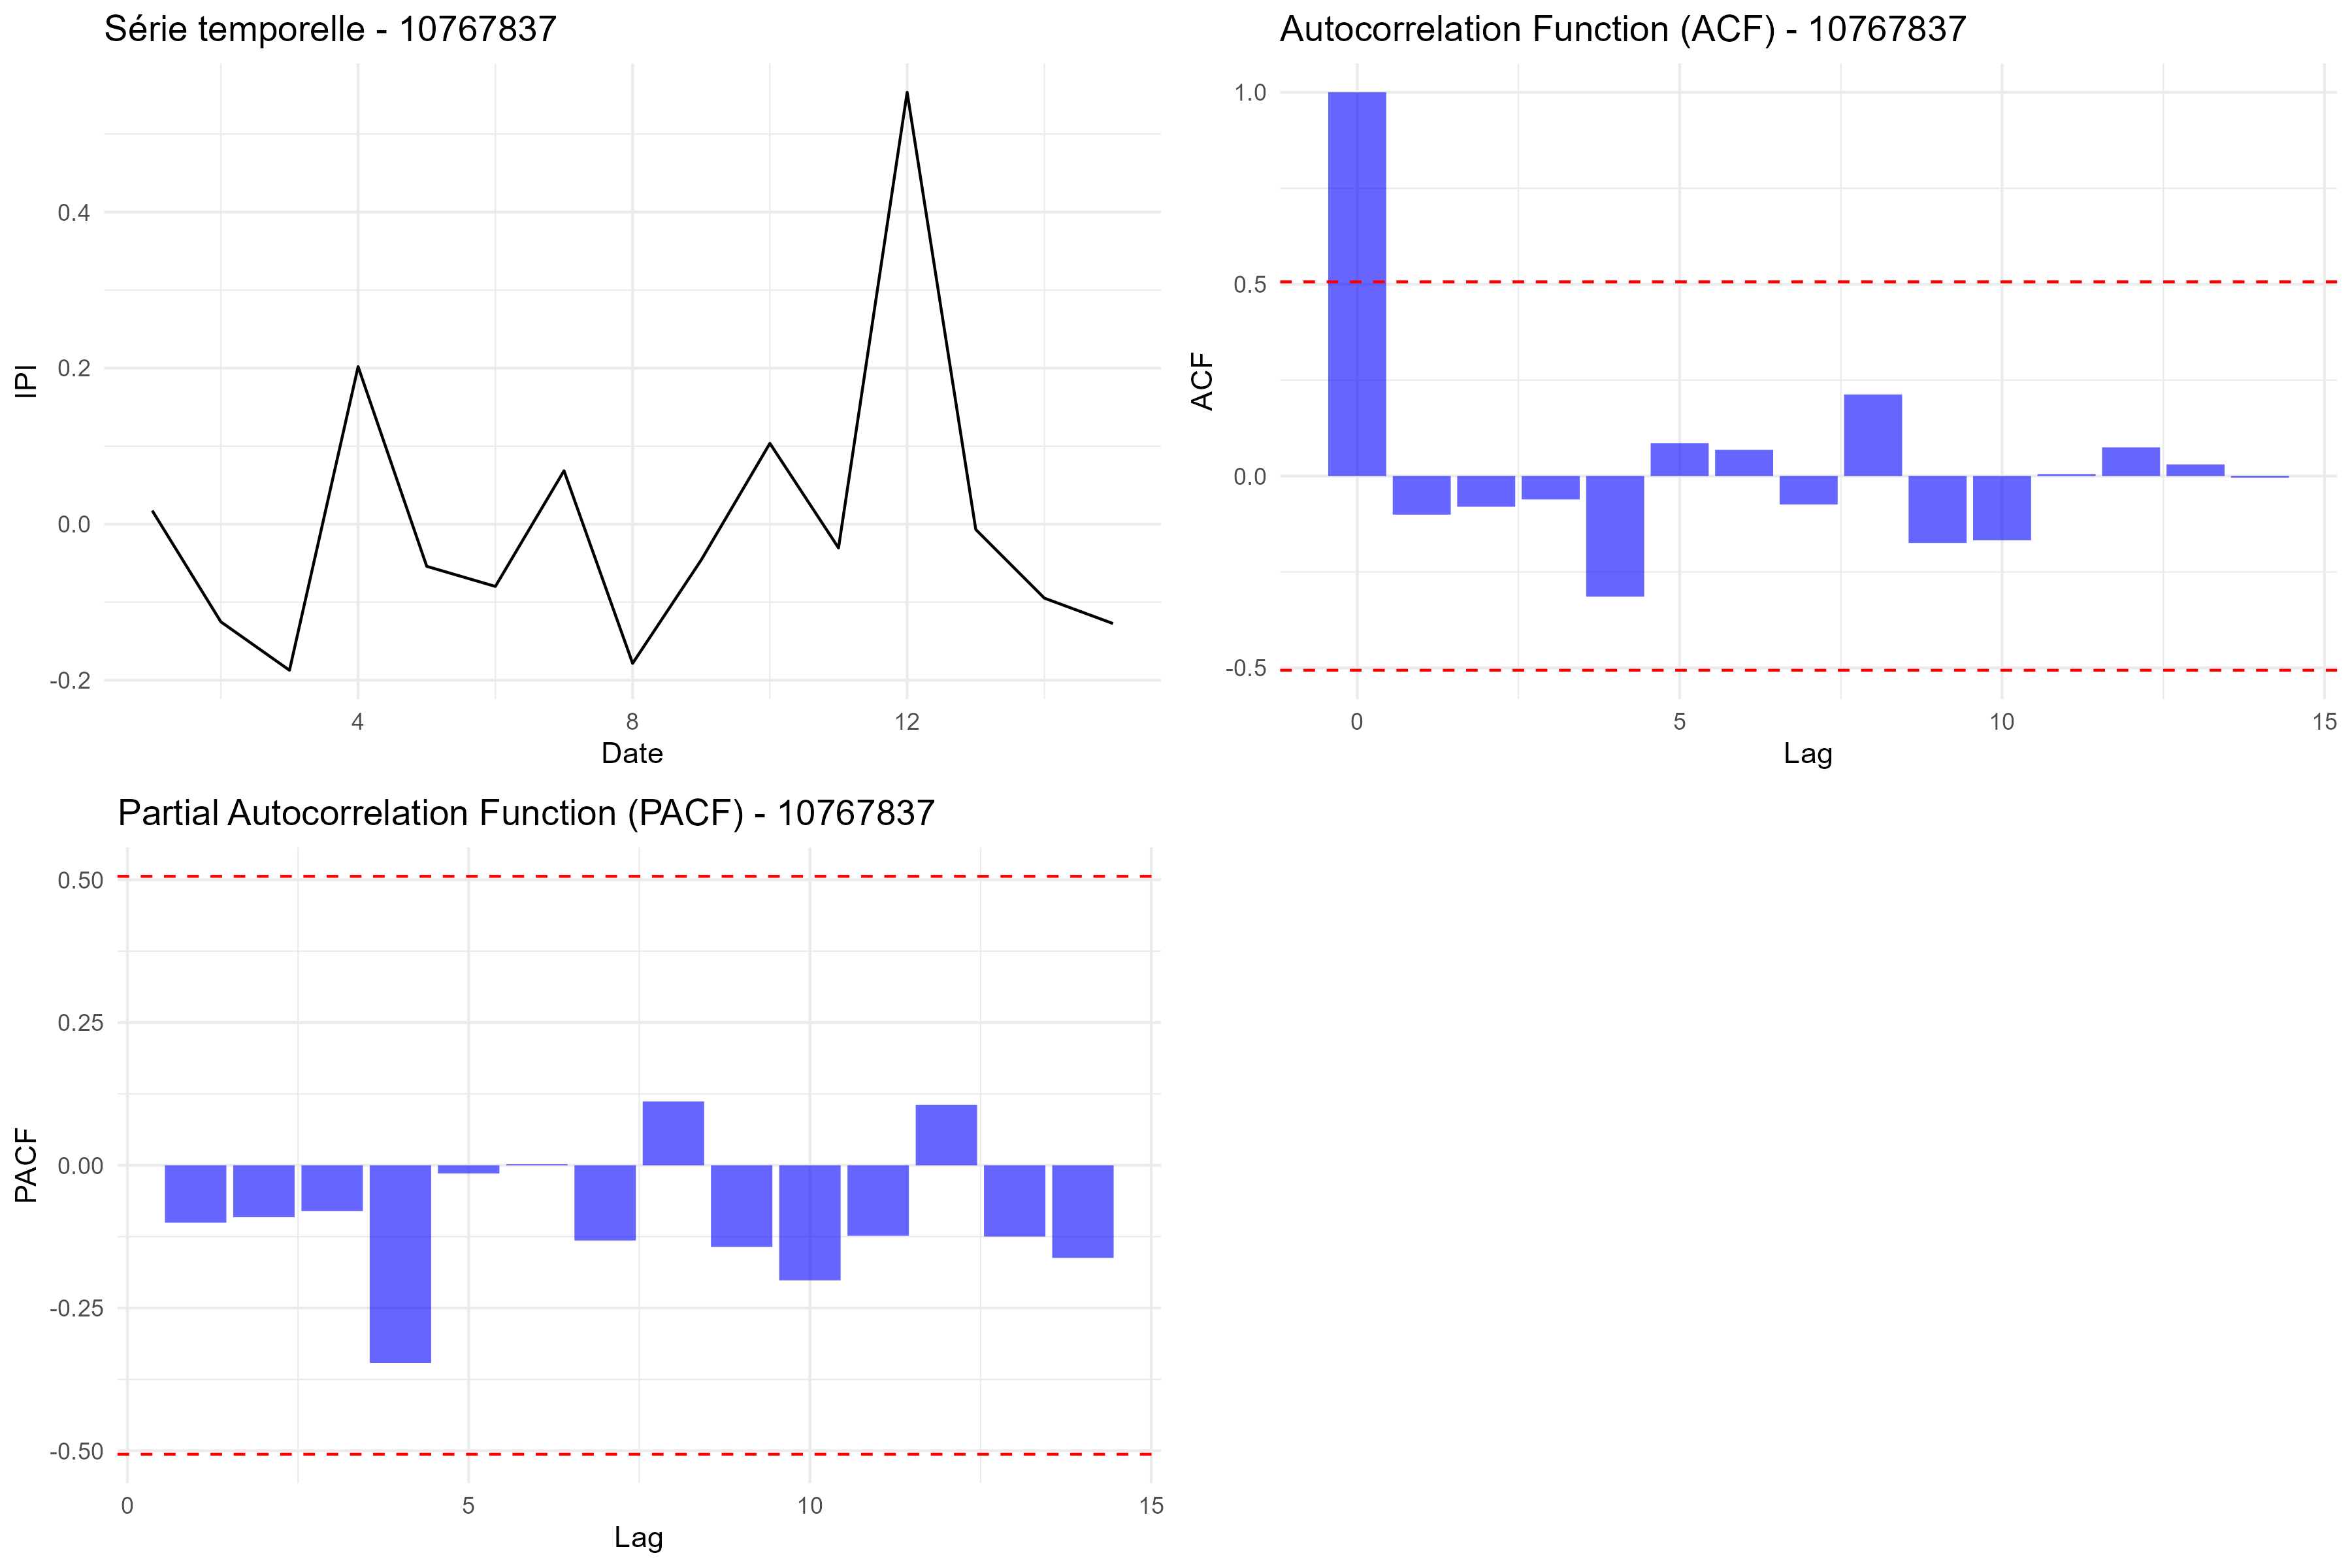 Série temporelle - 10767837
IPI
0.4
0.2
0.0
-0.2
4
8
12
Date
Autocorrelation Function (ACF) - 10767837
ACF
1.0
0.5
0.0
-0.5
0
5
10
15
Lag
Partial Autocorrelation Function (PACF) - 10767837
PACF
0.50
0.25
0.00
-0.25
-0.50
0
5
10
15
Lag